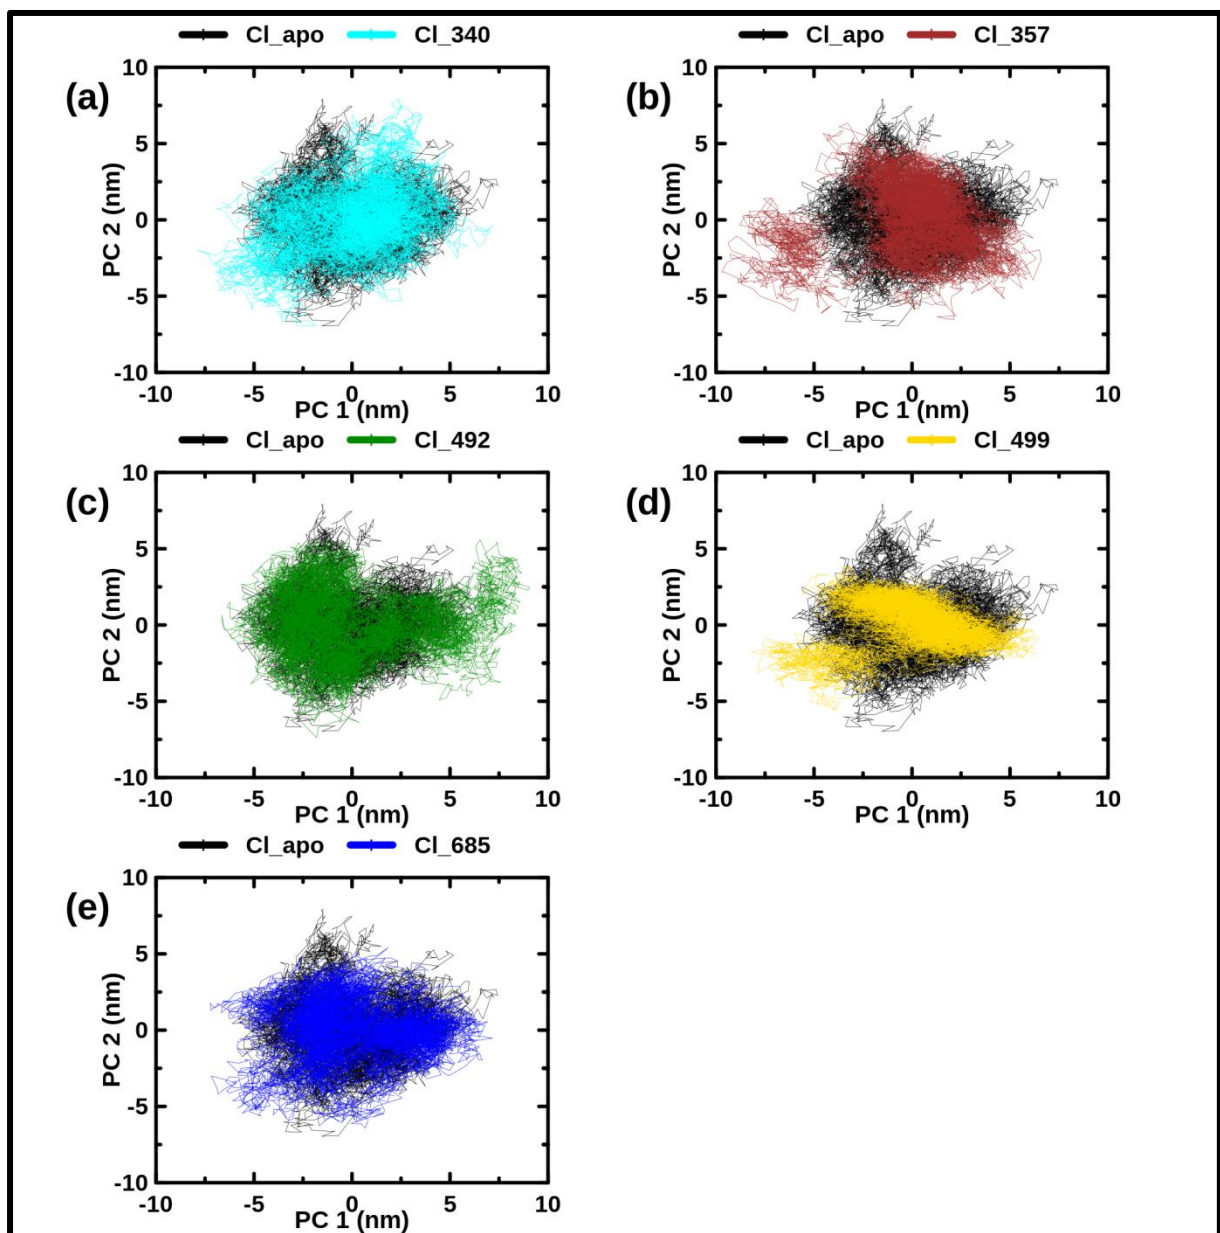 Cl_apo Cl_340
(a)
10
5
0
-5
-10
PC 2 (nm)
-10 -5 0 5 10
PC 1 (nm)
Cl_apo Cl_357
(b)
10
5
0
-5
-10
PC 2 (nm)
-10 -5 0 5 10
PC 1 (nm)
Cl_apo Cl_492
(c)
10
5
0
-5
-10
PC 2 (nm)
-10 -5 0 5 10
PC 1 (nm)
Cl_apo Cl_499
(d)
10
5
0
-5
-10
PC 2 (nm)
-10 -5 0 5 10
PC 1 (nm)
Cl_apo Cl_685
(e)
10
5
0
-5
-10
PC 2 (nm)
-10 -5 0 5 10
PC 1 (nm)